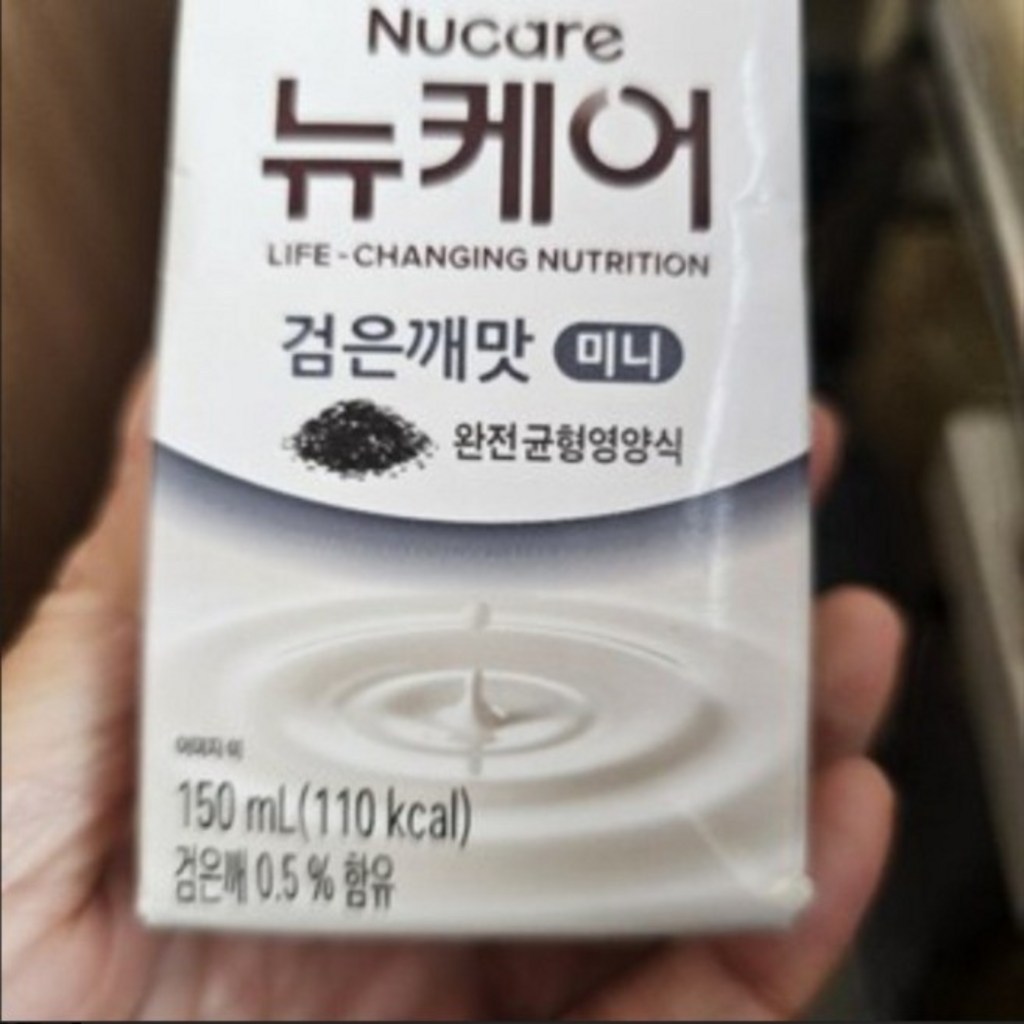 Nucare
뉴케어
LIFE-CHANGING NUTRITION
검은깨맛 미니
완전균형영양식
150 mL(110 kcal)
검은깨 0.5 % 함유